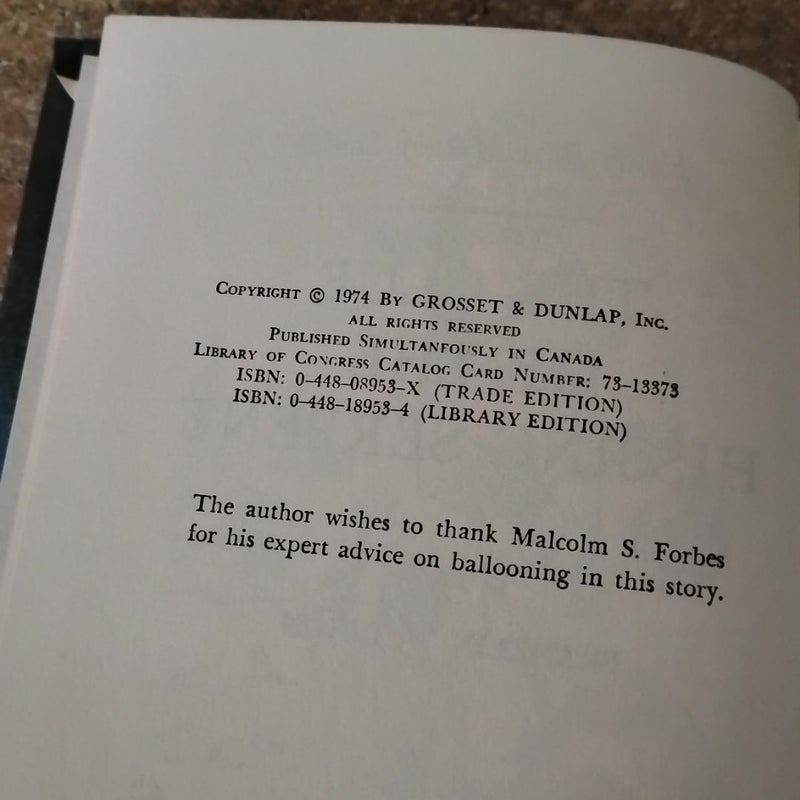 COPYRIGHT © 1974 BY GROSSET & DUNLAP, INC.
ALL RIGHTS RESERVED
PUBLISHED SIMULTANEOUSLY IN CANADA
LIBRARY OF CONGRESS CATALOG CARD NUMBER: 73-13373
ISBN: 0-448-08953-X (TRADE EDITION)
ISBN: 0-448-18953-4 (LIBRARY EDITION)
The author wishes to thank Malcolm S. Forbes
for his expert advice on ballooning in this story.